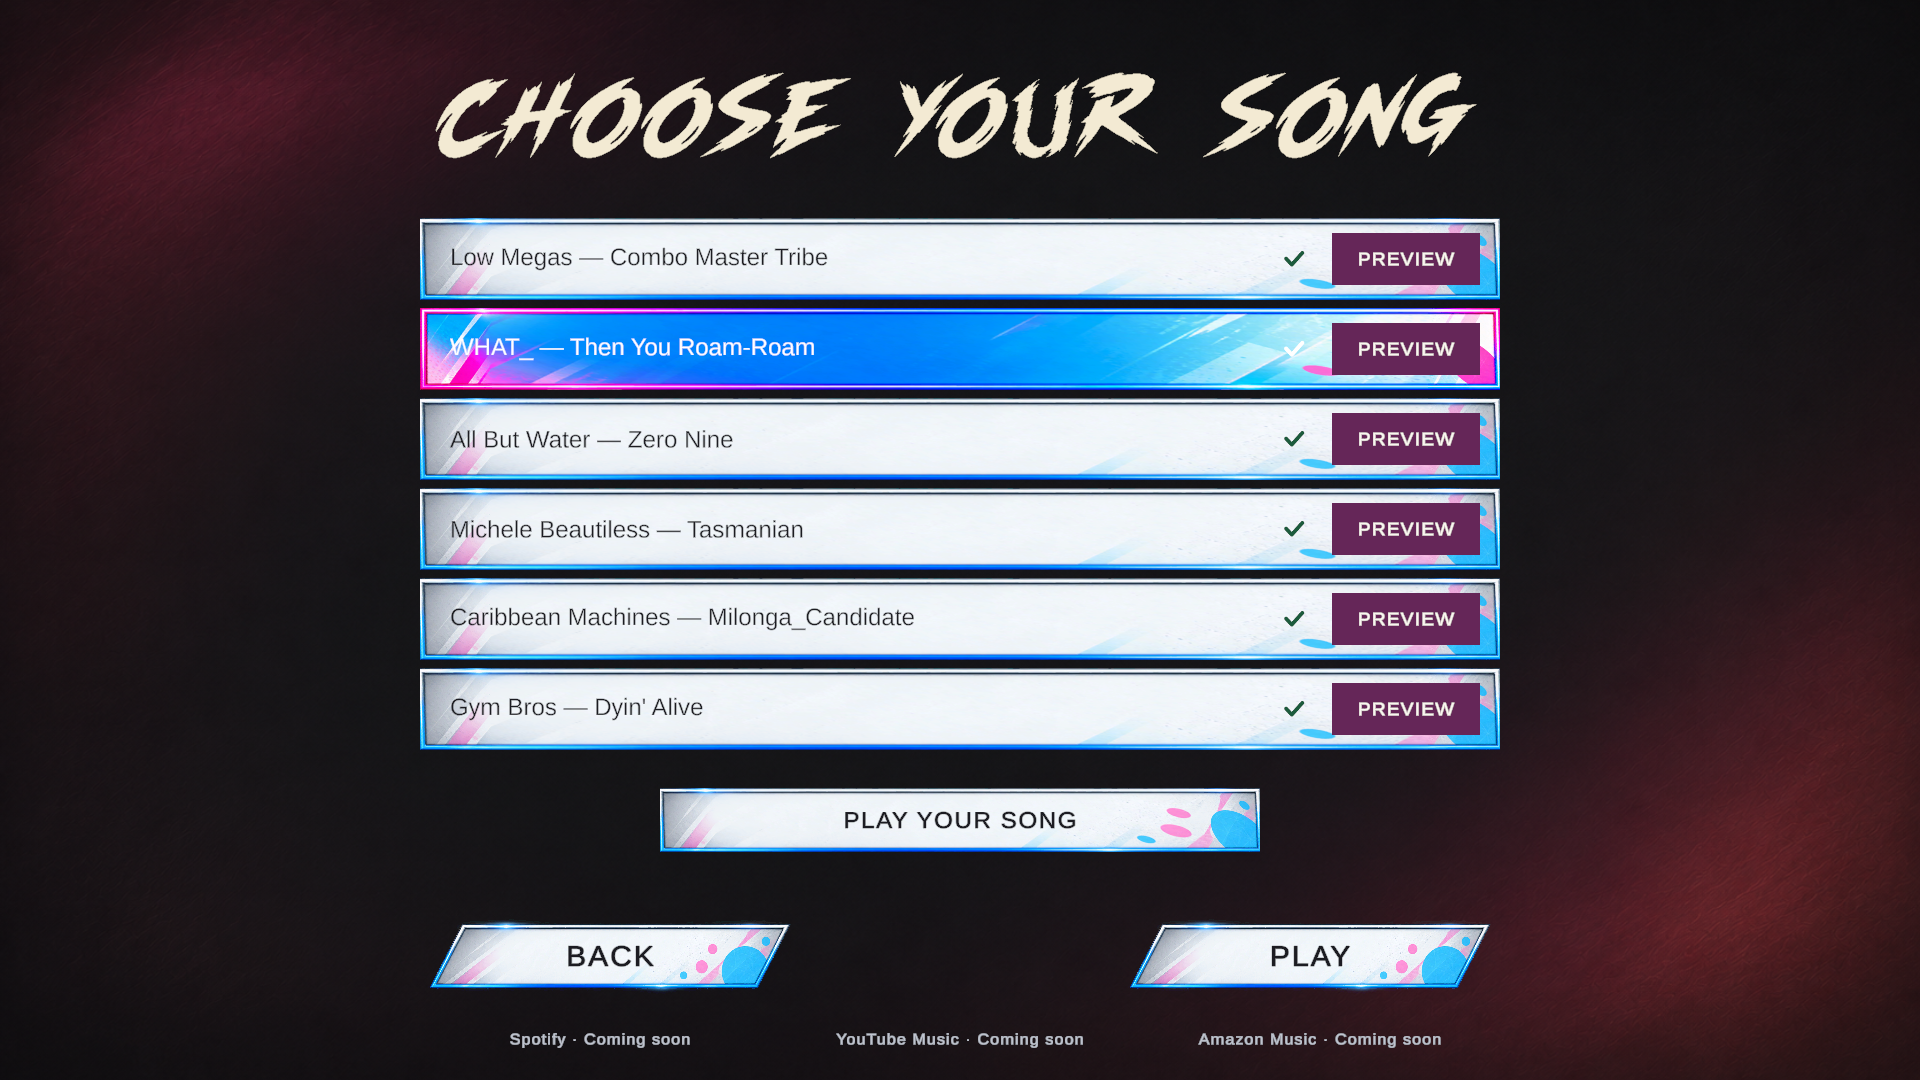 CHOOSE YOUR SONG
Low Megas — Combo Master Tribe
PREVIEW
WHAT_ — Then You Roam-Roam
PREVIEW
All But Water — Zero Nine
PREVIEW
Michele Beautiless — Tasmanian
PREVIEW
Caribbean Machines — Milonga_Candidate
PREVIEW
Gym Bros — Dyin' Alive
PREVIEW
PLAY YOUR SONG
BACK
PLAY
Spotify · Coming soon
YouTube Music · Coming soon
Amazon Music · Coming soon